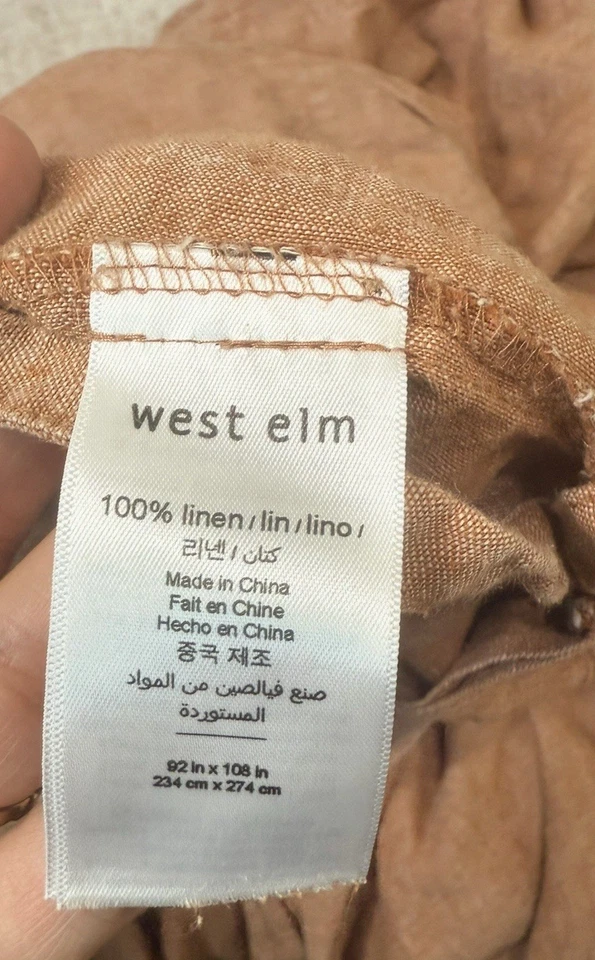 west elm
100% linen / lin / lino /
리넨 / كتان
Made in China
Fait en Chine
Hecho en China
중국 제조
صنع فيالصين من المواد
المستوردة
92 in x 108 in
234 cm x 274 cm